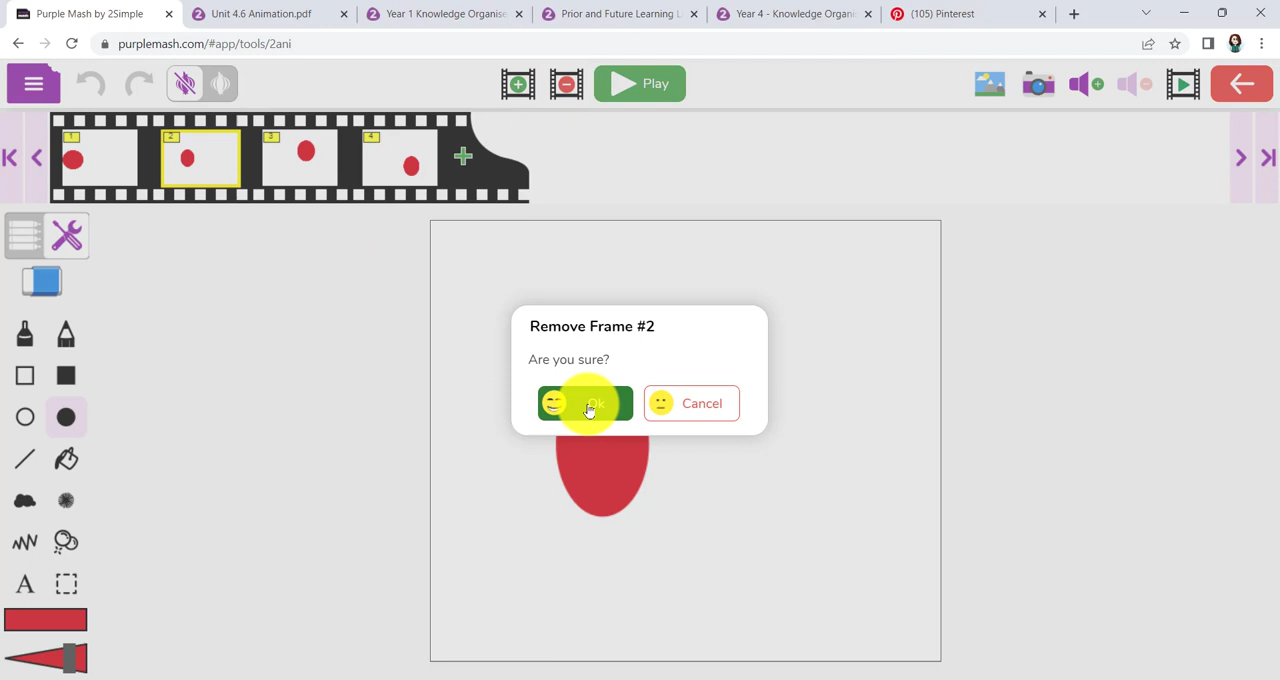 Purple Mash by 2Simple
Unit 4.6 Animation.pdf
Year 1 Knowledge Organise
Prior and Future Learning L
Year 4 - Knowledge Organi
(105) Pinterest
purplemash.com/#app/tools/2ani
Play
1
2
3
4
Remove Frame #2
Are you sure?
Ok
Cancel
A